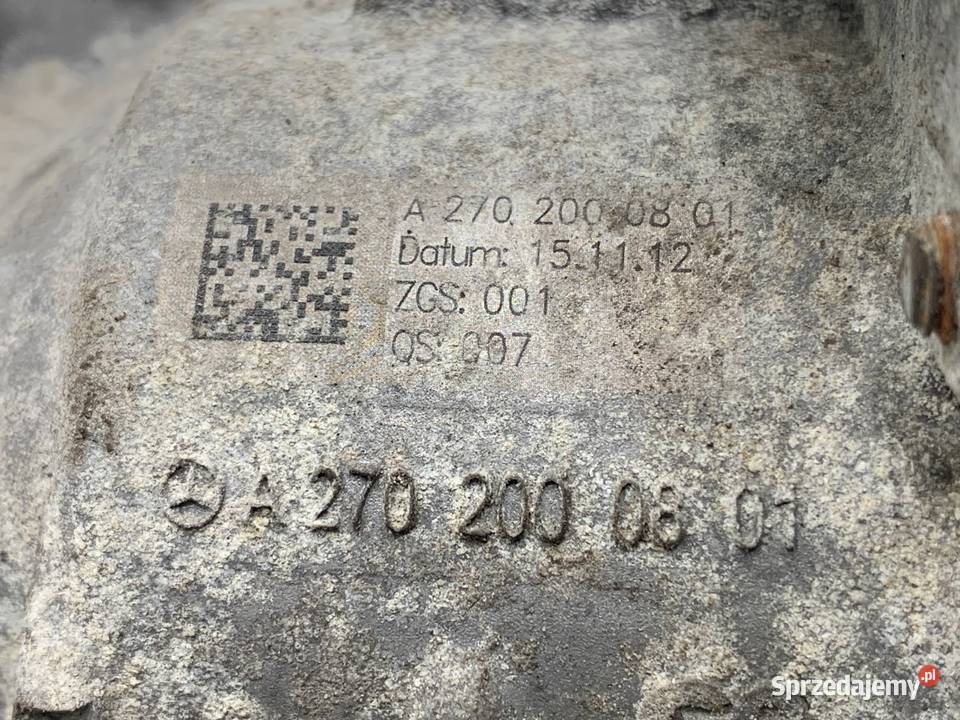 A 270 200 08 01
Datum: 15.11.12
ZGS: 001
QS: 007
A 270 200 08 01
Sprzedajemy.pl